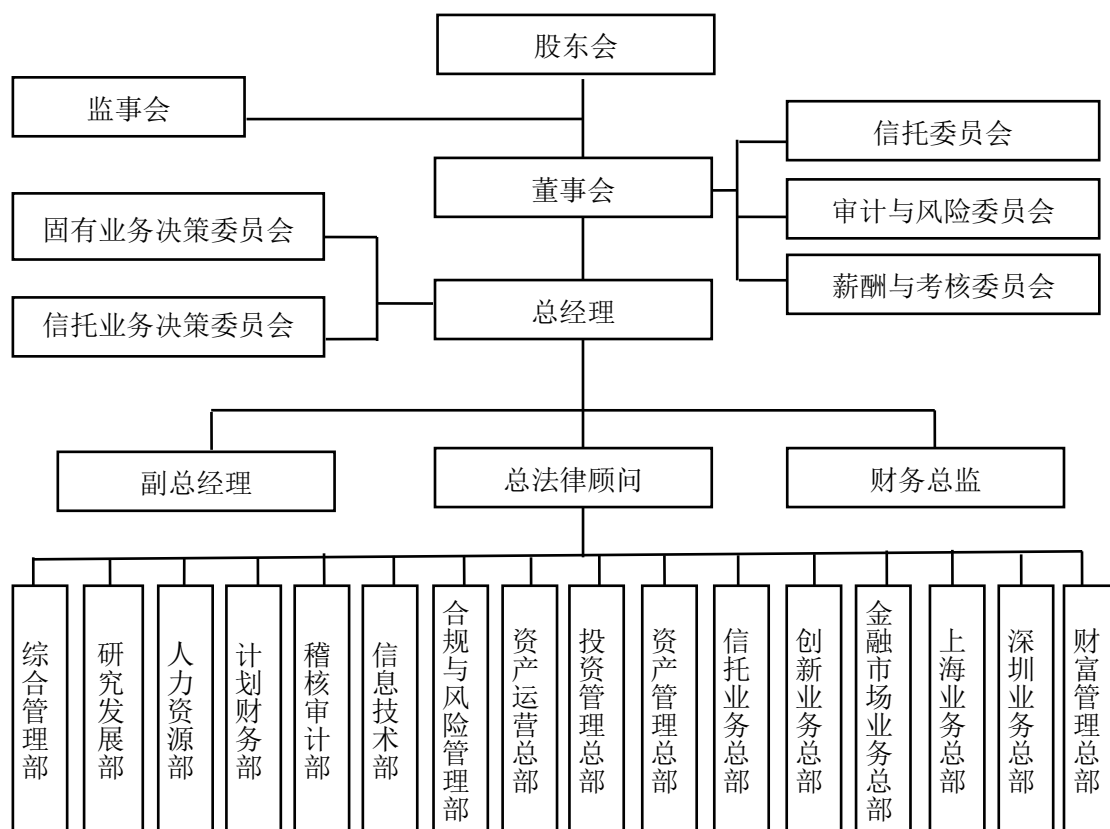 股东会
监事会
信托委员会
董事会
审计与风险委员会
固有业务决策委员会
薪酬与考核委员会
总经理
信托业务决策委员会
副总经理
总法律顾问
财务总监
综合管理部
研究发展部
人力资源部
计划财务部
稽核审计部
信息技术部
合规与风险管理部
资产运营总部
投资管理总部
资产管理总部
信托业务总部
创新业务总部
金融市场业务总部
上海业务总部
深圳业务总部
财富管理总部